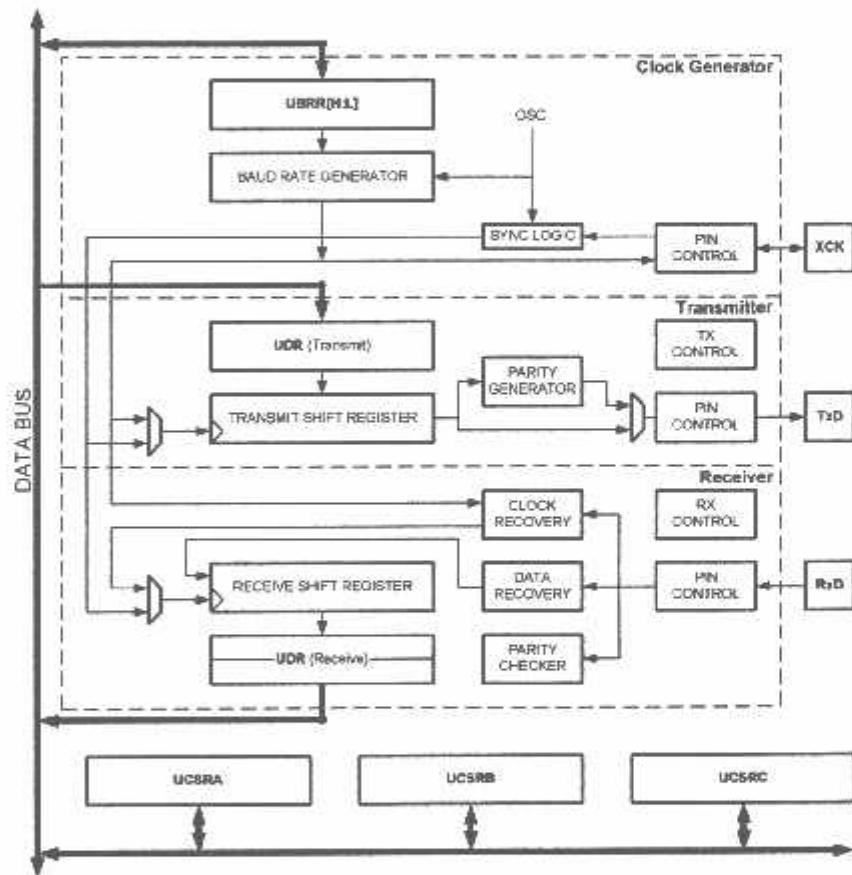 Clock Generator
UBRR[H:L]
OSC
BAUD RATE GENERATOR
SYNC LOGIC
PIN
CONTROL
XCK
Transmitter
UDR (Transmit)
TX
CONTROL
PARITY
GENERATOR
TRANSMIT SHIFT REGISTER
PIN
CONTROL
TxD
DATA BUS
Receiver
CLOCK
RECOVERY
RX
CONTROL
RECEIVE SHIFT REGISTER
DATA
RECOVERY
PIN
CONTROL
RxD
UDR (Receive)
PARITY
CHECKER
UCSRA
UCSRB
UCSRC